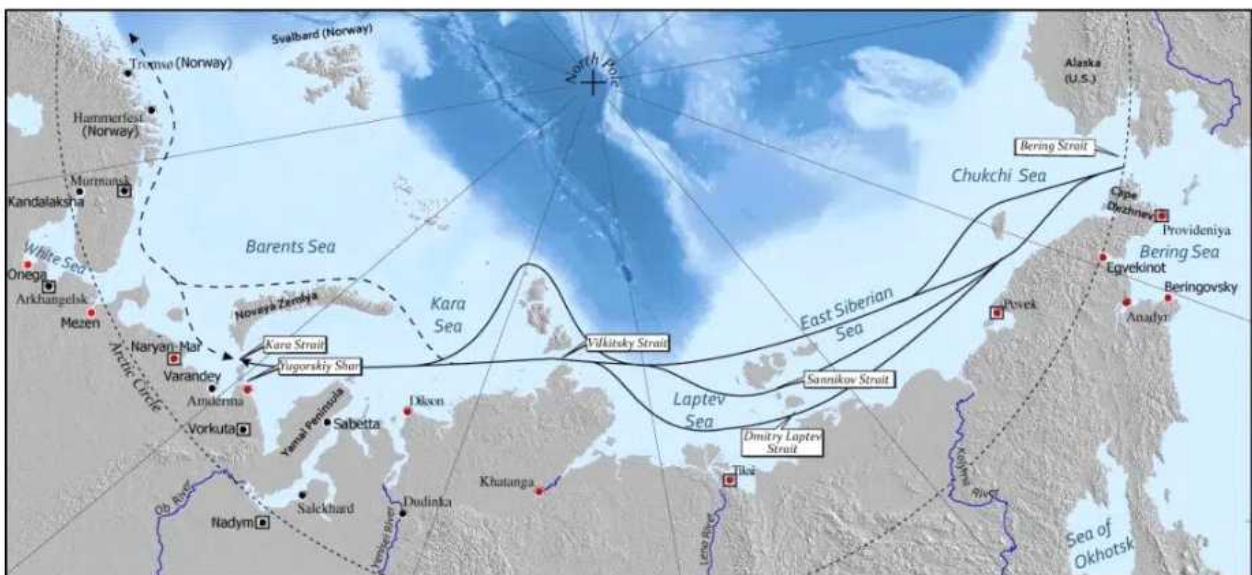 Svalbard (Norway)
North Pole
Alaska
(U.S.)
Tromsø (Norway)
Hammerfest
(Norway)
Bering Strait
Chukchi Sea
Murmansk
Kandalaksha
Cape
Dezhnev
Provideniya
Barents Sea
White Sea
Bering Sea
Onega
Egvekinot
Arkhangelsk
Beringovsky
Novaya Zemlya
Kara
Sea
East Siberian
Sea
Mezen
Pevek
Anadyr
Naryan-Mar
Kara Strait
Vilkitsky Strait
Yugorskiy Shar
Varandey
Arctic Circle
Amderma
Sannikov Strait
Laptev
Sea
Dikson
Yamal Peninsula
Vorkuta
Sabetta
Dmitry Laptev
Strait
Khatanga
Tiksi
Kolyma
River
Ob River
Salekhard
Nadym
Dudinka
Yenisei River
Lena River
Sea of
Okhotsk